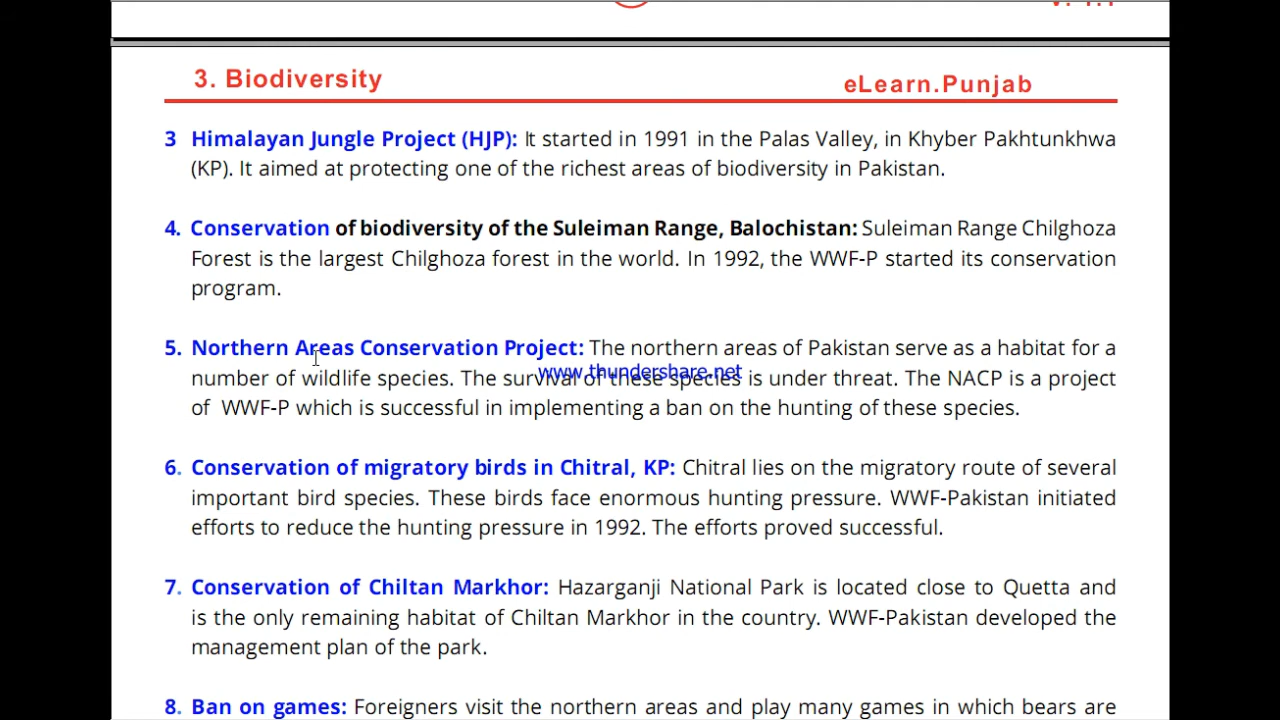 3. Biodiversity
eLearn.Punjab
3 Himalayan Jungle Project (HJP): It started in 1991 in the Palas Valley, in Khyber Pakhtunkhwa
(KP). It aimed at protecting one of the richest areas of biodiversity in Pakistan.
4. Conservation of biodiversity of the Suleiman Range, Balochistan: Suleiman Range Chilghoza
Forest is the largest Chilghoza forest in the world. In 1992, the WWF-P started its conservation
program.
5. Northern Areas Conservation Project: The northern areas of Pakistan serve as a habitat for a
www.thundershare.net
number of wildlife species. The survival of these species is under threat. The NACP is a project
of WWF-P which is successful in implementing a ban on the hunting of these species.
6. Conservation of migratory birds in Chitral, KP: Chitral lies on the migratory route of several
important bird species. These birds face enormous hunting pressure. WWF-Pakistan initiated
efforts to reduce the hunting pressure in 1992. The efforts proved successful.
7. Conservation of Chiltan Markhor: Hazarganji National Park is located close to Quetta and
is the only remaining habitat of Chiltan Markhor in the country. WWF-Pakistan developed the
management plan of the park.
8. Ban on games: Foreigners visit the northern areas and play many games in which bears are